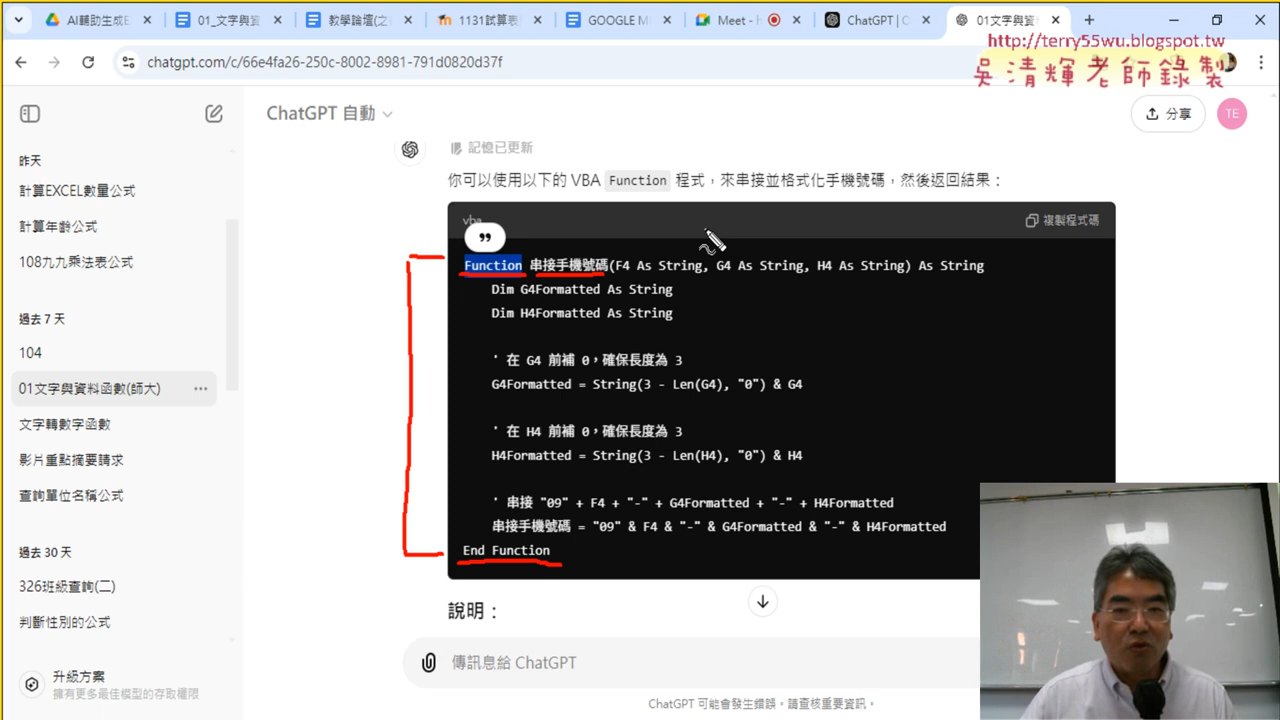 AI輔助生成E
01_文字與資
教學論壇(之
1131試算表
GOOGLE M
Meet -
ChatGPT | C
01文字與資
http://terry55wu.blogspot.tw
chatgpt.com/c/66e4fa26-250c-8002-8981-791d0820d37f
吳清輝老師錄製
ChatGPT 自動
分享
TE
昨天
計算EXCEL數量公式
計算年齡公式
108九九乘法表公式
過去 7 天
104
01文字與資料函數(師大)
文字轉數字函數
影片重點摘要請求
查詢單位名稱公式
過去 30 天
326班級查詢(二)
判斷性別的公式
升級方案
擁有更多最佳模型的存取權限
記憶已更新
你可以使用以下的 VBA Function 程式，來串接並格式化手機號碼，然後返回結果：
vba
複製程式碼
Function 串接手機號碼(F4 As String, G4 As String, H4 As String) As String
Dim G4Formatted As String
Dim H4Formatted As String
' 在 G4 前補 0，確保長度為 3
G4Formatted = String(3 - Len(G4), "0") & G4
' 在 H4 前補 0，確保長度為 3
H4Formatted = String(3 - Len(H4), "0") & H4
' 串接 "09" + F4 + "-" + G4Formatted + "-" + H4Formatted
串接手機號碼 = "09" & F4 & "-" & G4Formatted & "-" & H4Formatted
End Function
說明：
傳訊息給 ChatGPT
ChatGPT 可能會發生錯誤。請查核重要資訊。